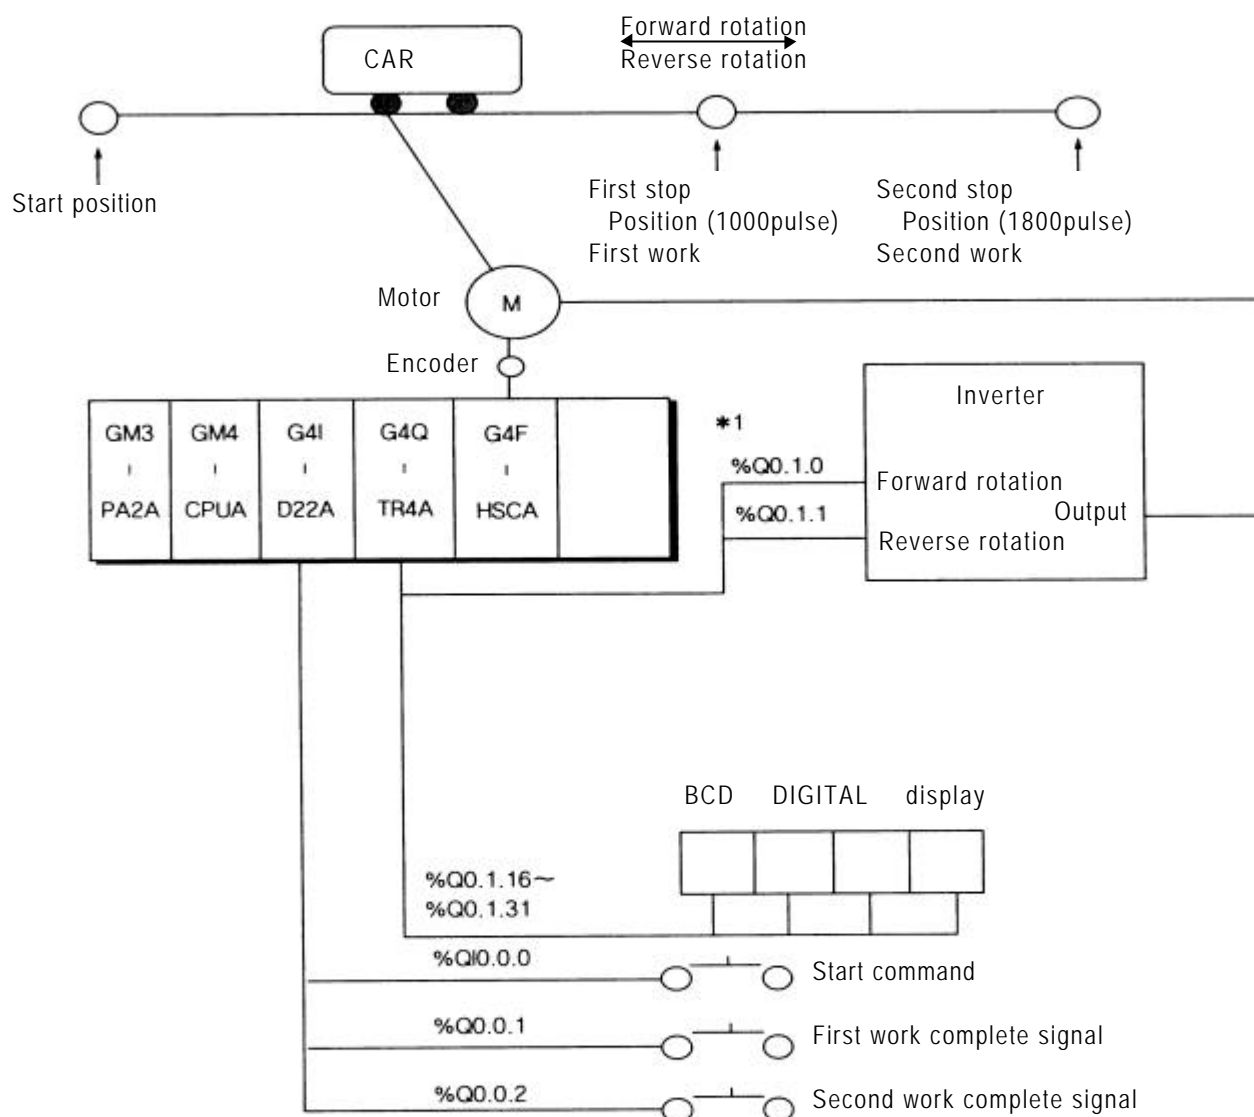 Forward rotation
Reverse rotation
CAR
Start position
First stop
Position (1000pulse)
First work
Second stop
Position (1800pulse)
Second work
Motor
M
Encoder
GM3
-
PA2A
GM4
-
CPUA
G4I
-
D22A
G4Q
-
TR4A
G4F
-
HSCA
*1
%Q0.1.0
%Q0.1.1
Inverter
Forward rotation
Output
Reverse rotation
BCD DIGITAL display
%Q0.1.16~
%Q0.1.31
%QI0.0.0
Start command
%Q0.0.1
First work complete signal
%Q0.0.2
Second work complete signal